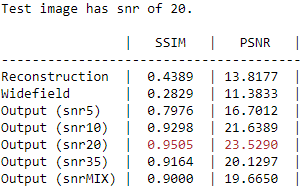 Test image has snr of 20.
| SSIM | PSNR
-----------------------------------------
Reconstruction | 0.4389 | 13.8177
Widefield | 0.2829 | 11.3833
Output (snr5) | 0.7976 | 16.7012
Output (snr10) | 0.9298 | 21.6389
Output (snr20) | 0.9505 | 23.5290
Output (snr35) | 0.9164 | 20.1297
Output (snrMIX) | 0.9000 | 19.6650